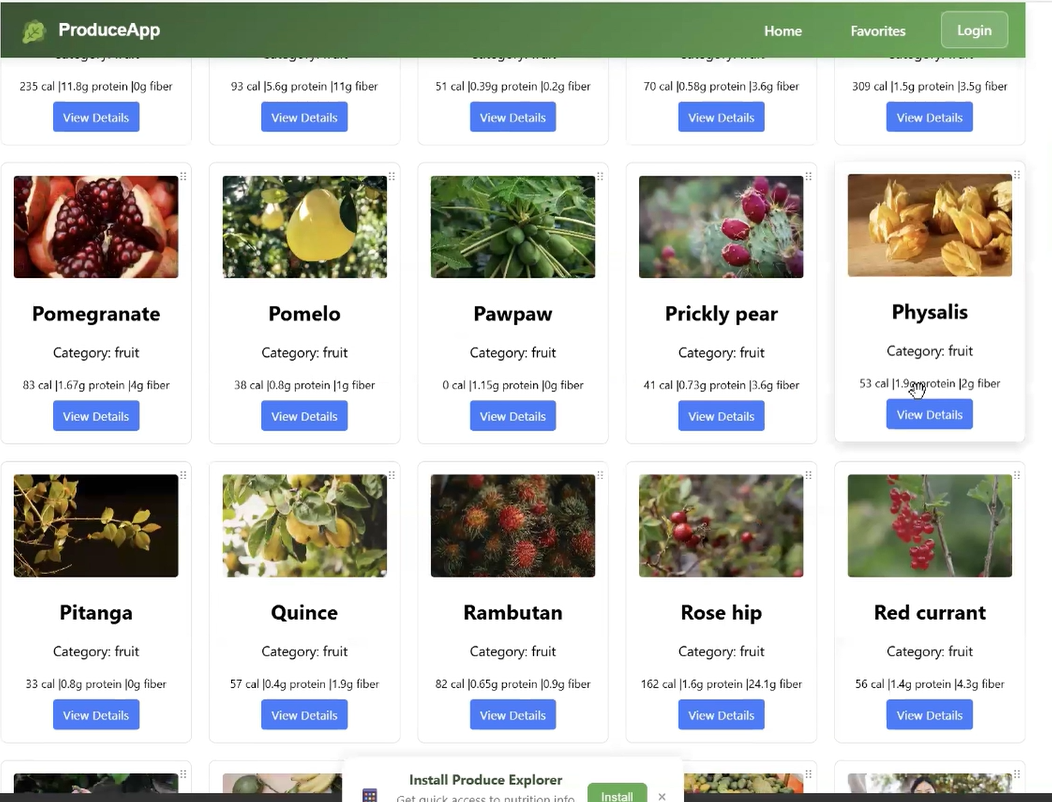 ProduceApp
Home
Favorites
Login
235 cal |11.8g protein |0g fiber
93 cal |5.6g protein |11g fiber
51 cal |0.39g protein |0.2g fiber
70 cal |0.58g protein |3.6g fiber
309 cal |1.5g protein |3.5g fiber
View Details
View Details
View Details
View Details
View Details
Pomegranate
Pomelo
Pawpaw
Prickly pear
Physalis
Category: fruit
Category: fruit
Category: fruit
Category: fruit
Category: fruit
83 cal |1.67g protein |4g fiber
38 cal |0.8g protein |1g fiber
0 cal |1.15g protein |0g fiber
41 cal |0.73g protein |3.6g fiber
53 cal |1.9g protein |2g fiber
View Details
View Details
View Details
View Details
View Details
Pitanga
Quince
Rambutan
Rose hip
Red currant
Category: fruit
Category: fruit
Category: fruit
Category: fruit
Category: fruit
33 cal |0.8g protein |0g fiber
57 cal |0.4g protein |1.9g fiber
82 cal |0.65g protein |0.9g fiber
162 cal |1.6g protein |24.1g fiber
56 cal |1.4g protein |4.3g fiber
View Details
View Details
View Details
View Details
View Details
Install Produce Explorer
Get quick access to nutrition info
Install